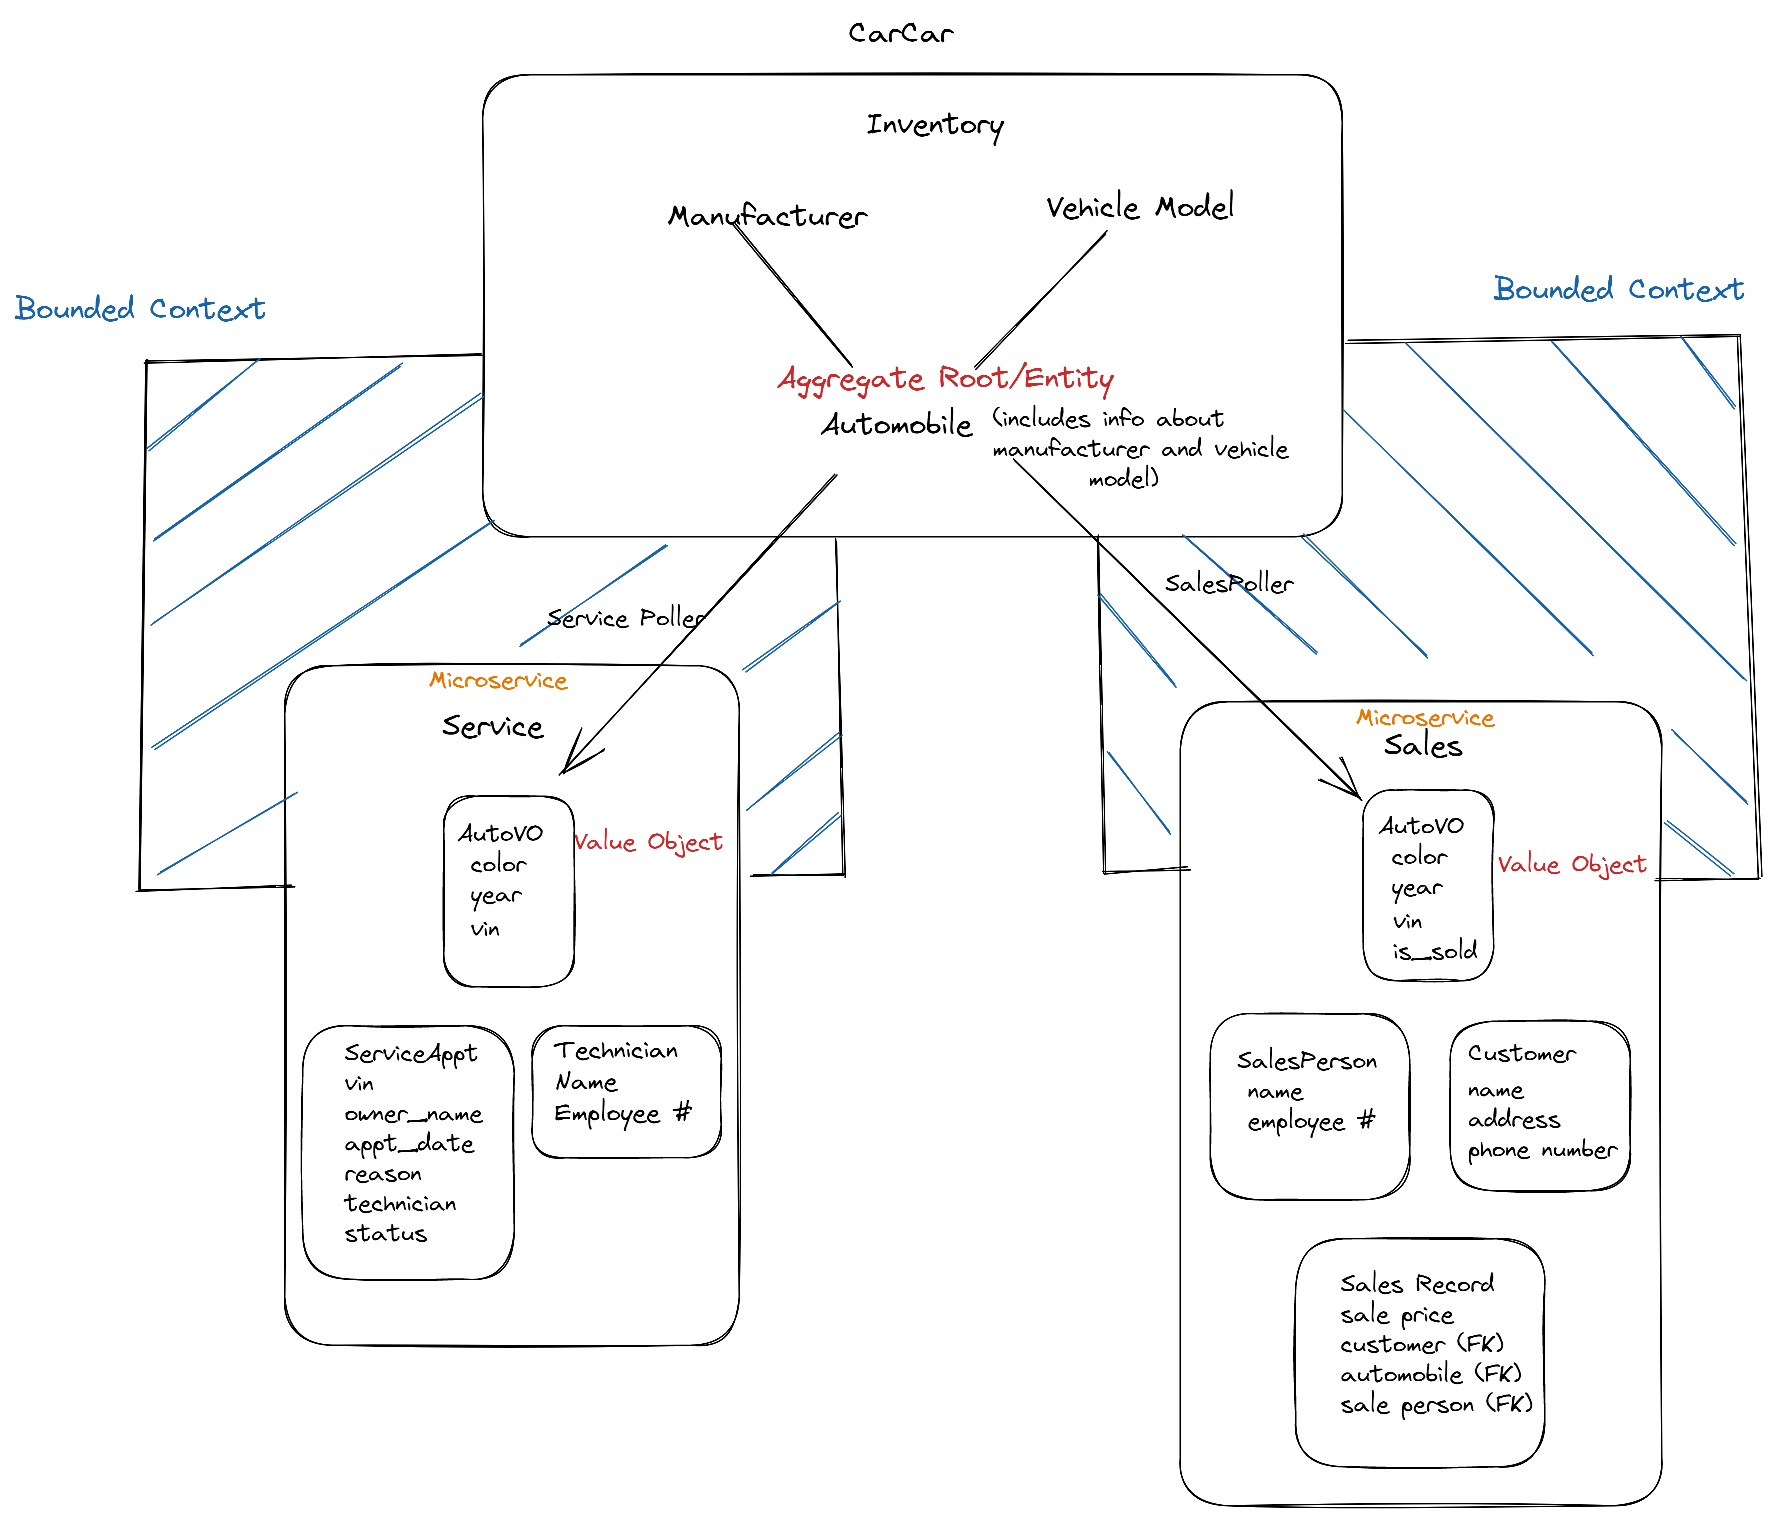 CarCar
Inventory
Manufacturer
Vehicle Model
Bounded Context
Bounded Context
Aggregate Root/Entity
Automobile
(includes info about
manufacturer and vehicle
model)
Service Poller
SalesPoller
Microservice
Service
AutoVO
color
year
vin
Value Object
ServiceAppt
vin
owner_name
appt_date
reason
technician
status
Technician
Name
Employee #
Microservice
Sales
AutoVO
color
year
vin
is_sold
Value Object
SalesPerson
name
employee #
Customer
name
address
phone number
Sales Record
sale price
customer (FK)
automobile (FK)
sale person (FK)